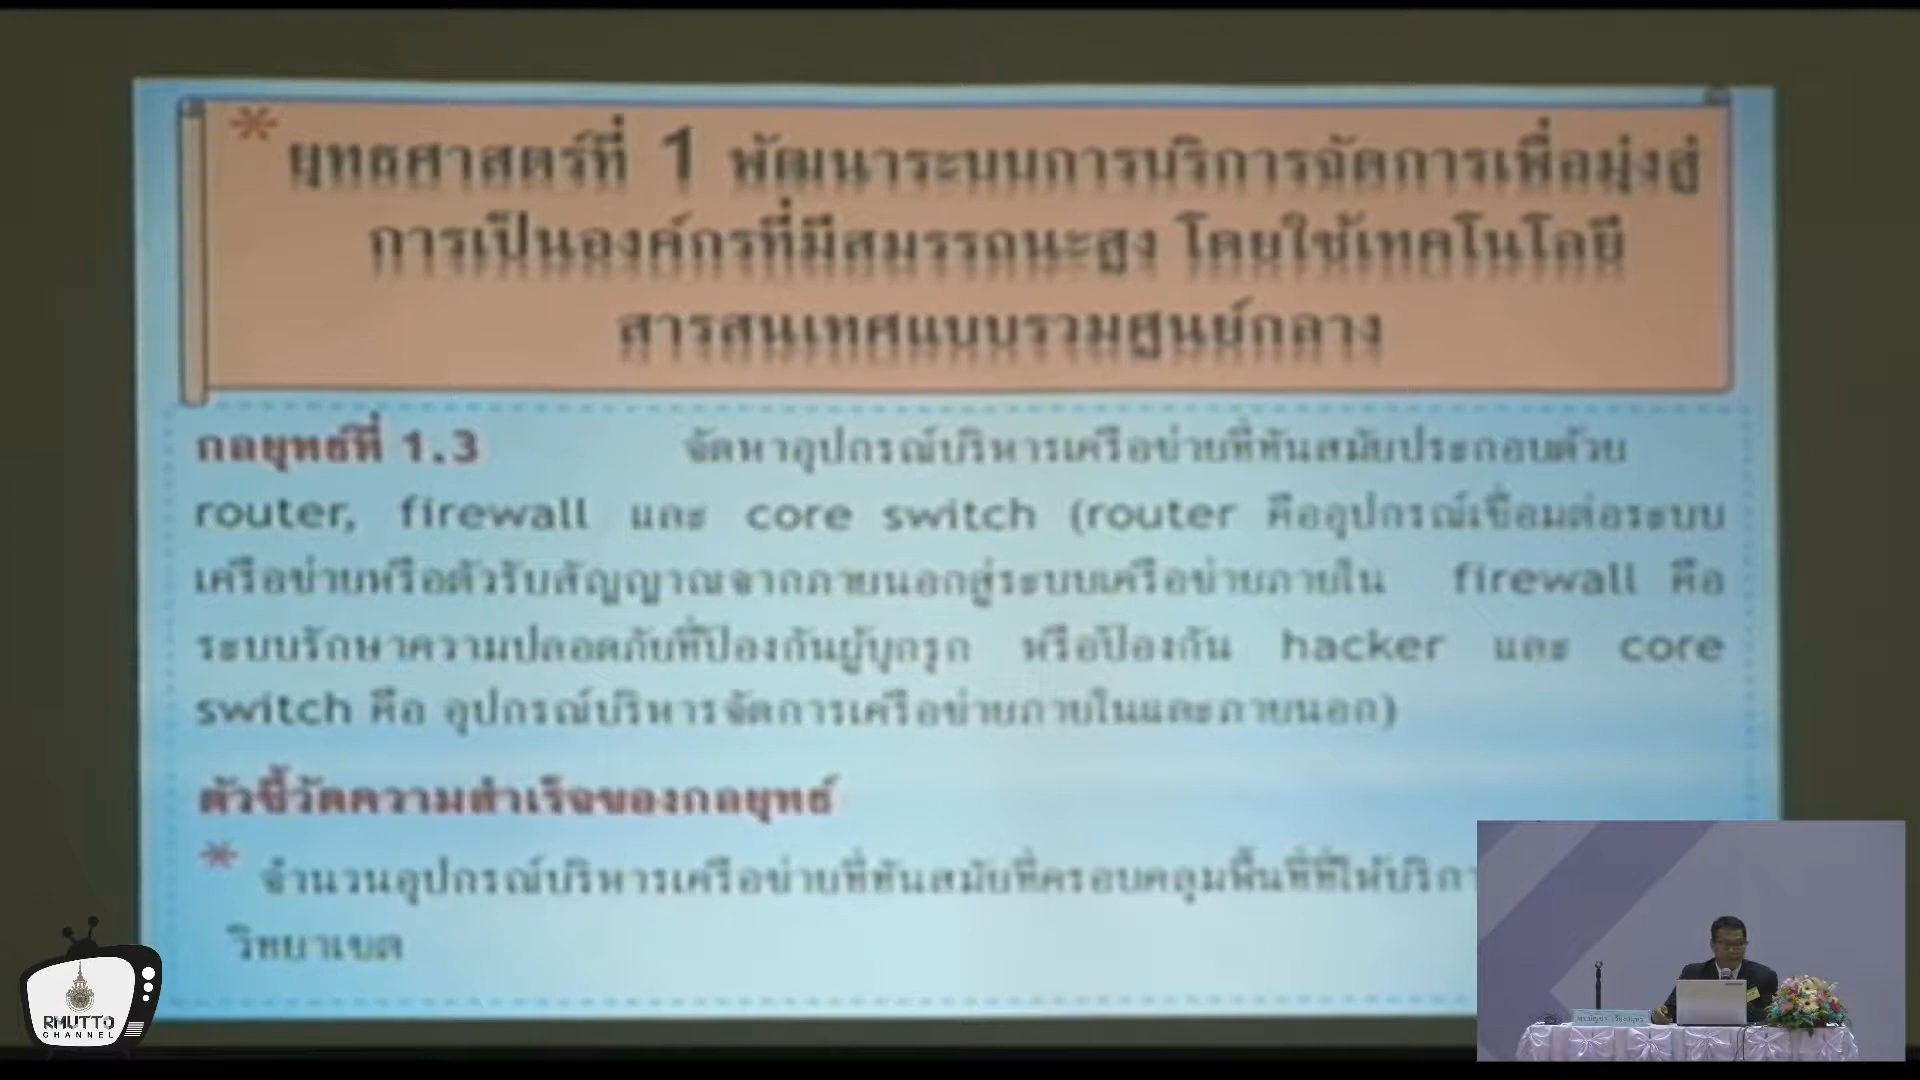 * ยุทธศาสตร์ที่ 1 พัฒนาระบบการบริการจัดการเพื่อมุ่งสู่
การเป็นองค์กรที่มีสมรรถนะสูง โดยใช้เทคโนโลยี
สารสนเทศแบบรวมศูนย์กลาง
กลยุทธ์ที่ 1.3 จัดหาอุปกรณ์บริหารเครือข่ายที่ทันสมัยประกอบด้วย
router, firewall และ core switch (router คืออุปกรณ์เชื่อมต่อระบบ
เครือข่ายหรือตัวรับสัญญาณจากภายนอกสู่ระบบเครือข่ายภายใน firewall คือ
ระบบรักษาความปลอดภัยที่ป้องกันผู้บุกรุก หรือป้องกัน hacker และ core
switch คือ อุปกรณ์บริหารจัดการเครือข่ายภายในและภายนอก)
ตัวชี้วัดความสำเร็จของกลยุทธ์
* จำนวนอุปกรณ์บริหารเครือข่ายที่ทันสมัยที่ครอบคลุมพื้นที่ที่ให้บริกา
วิทยาเขต
RMUTTO
CHANNEL